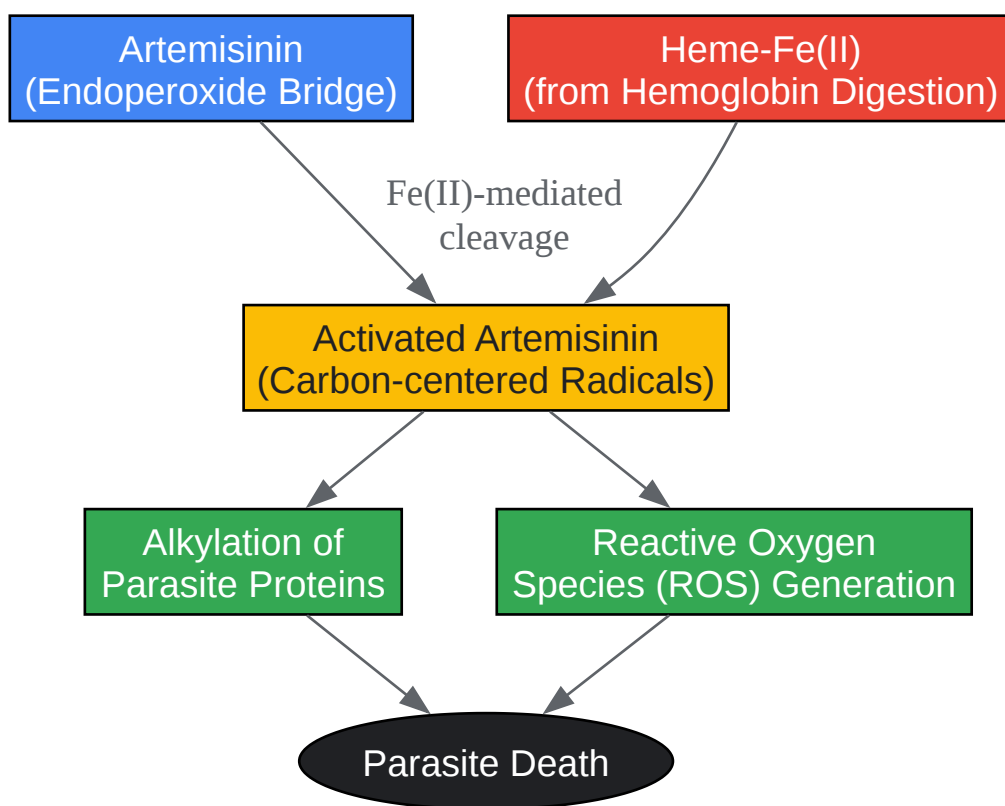 Artemisinin
(Endoperoxide Bridge)
Heme-Fe(II)
(from Hemoglobin Digestion)
Fe(II)-mediated
cleavage
Activated Artemisinin
(Carbon-centered Radicals)
Alkylation of
Parasite Proteins
Reactive Oxygen
Species (ROS) Generation
Parasite Death